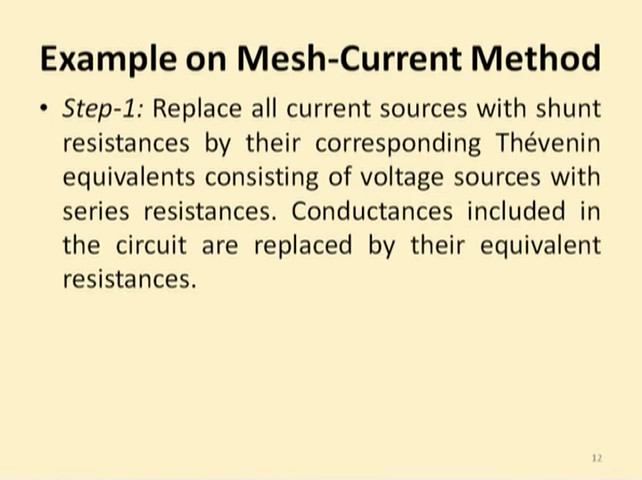 Example on Mesh-Current Method
• Step-1: Replace all current sources with shunt
resistances by their corresponding Thévenin
equivalents consisting of voltage sources with
series resistances. Conductances included in
the circuit are replaced by their equivalent
resistances.
12